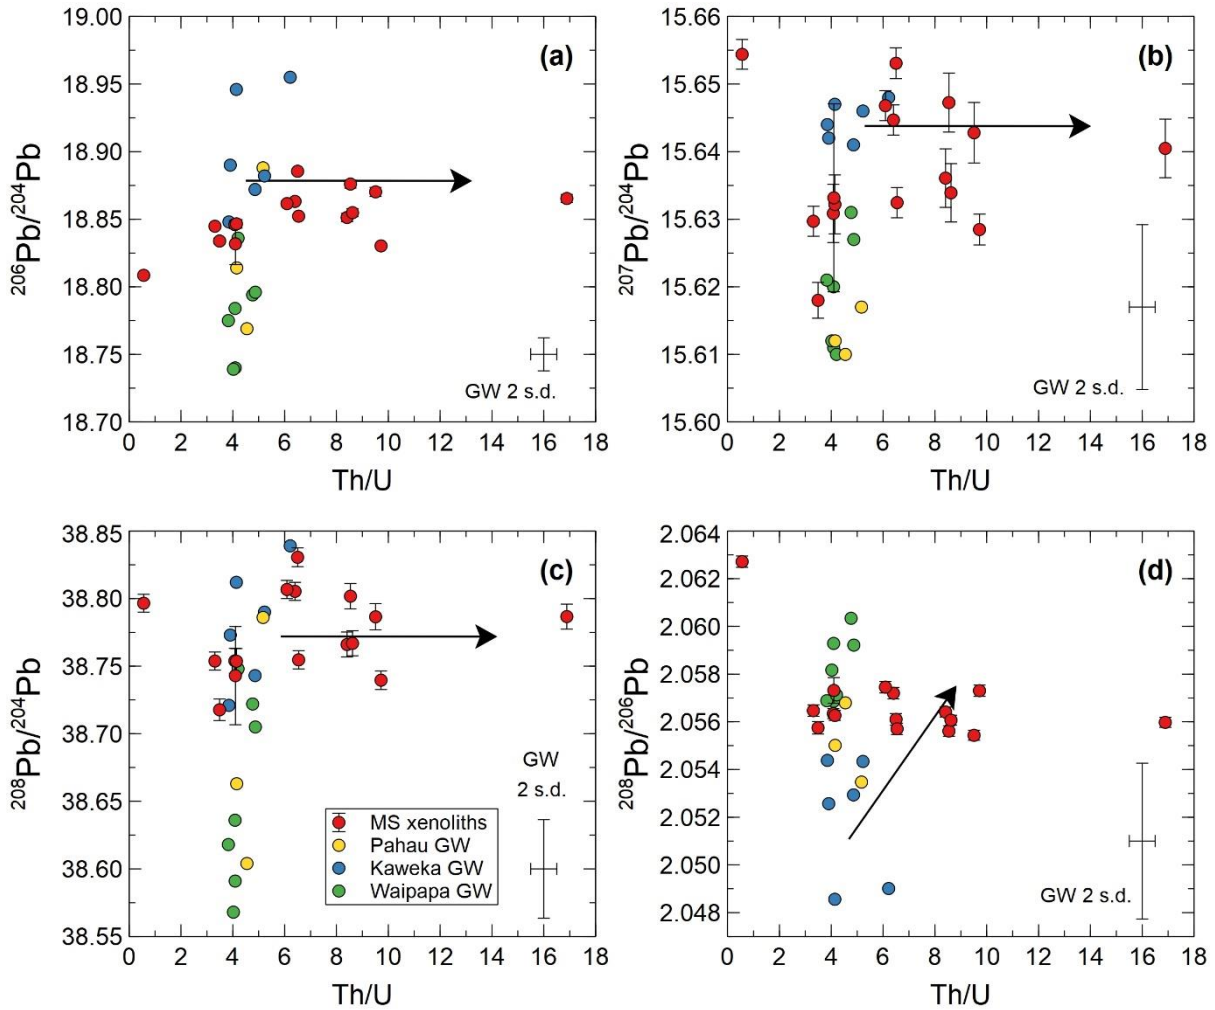 19.00
18.95
18.90
18.85
18.80
18.75
18.70
²⁰⁶Pb/²⁰⁴Pb
(a)
GW 2 s.d.
0 2 4 6 8 10 12 14 16 18
Th/U
15.66
15.65
15.64
15.63
15.62
15.61
15.60
²⁰⁷Pb/²⁰⁴Pb
(b)
GW 2 s.d.
0 2 4 6 8 10 12 14 16 18
Th/U
38.85
38.80
38.75
38.70
38.65
38.60
38.55
²⁰⁸Pb/²⁰⁴Pb
(c)
GW
2 s.d.
MS xenoliths
Pahau GW
Kaweka GW
Waipapa GW
0 2 4 6 8 10 12 14 16 18
Th/U
2.064
2.062
2.060
2.058
2.056
2.054
2.052
2.050
2.048
²⁰⁸Pb/²⁰⁶Pb
(d)
GW 2 s.d.
0 2 4 6 8 10 12 14 16 18
Th/U